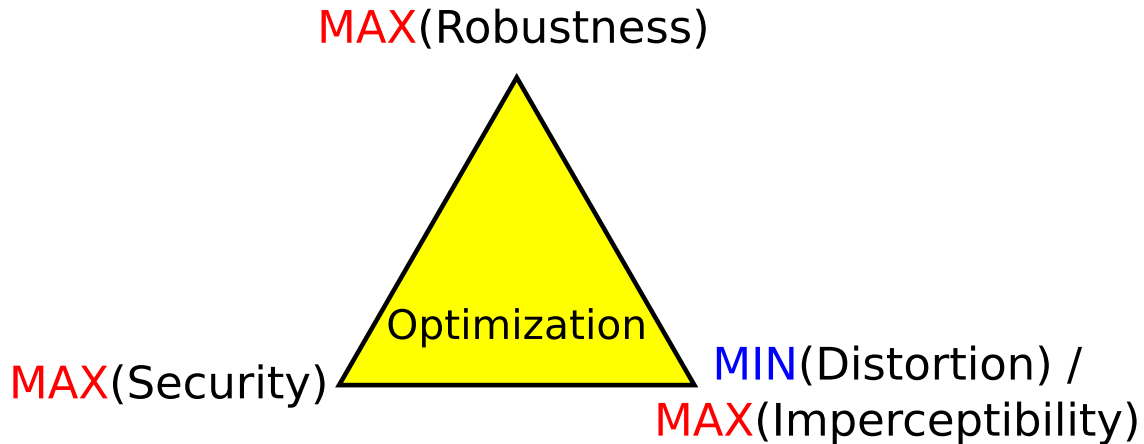 MAX(Robustness)
Optimization
MAX(Security)
MIN(Distortion) /
MAX(Imperceptibility)